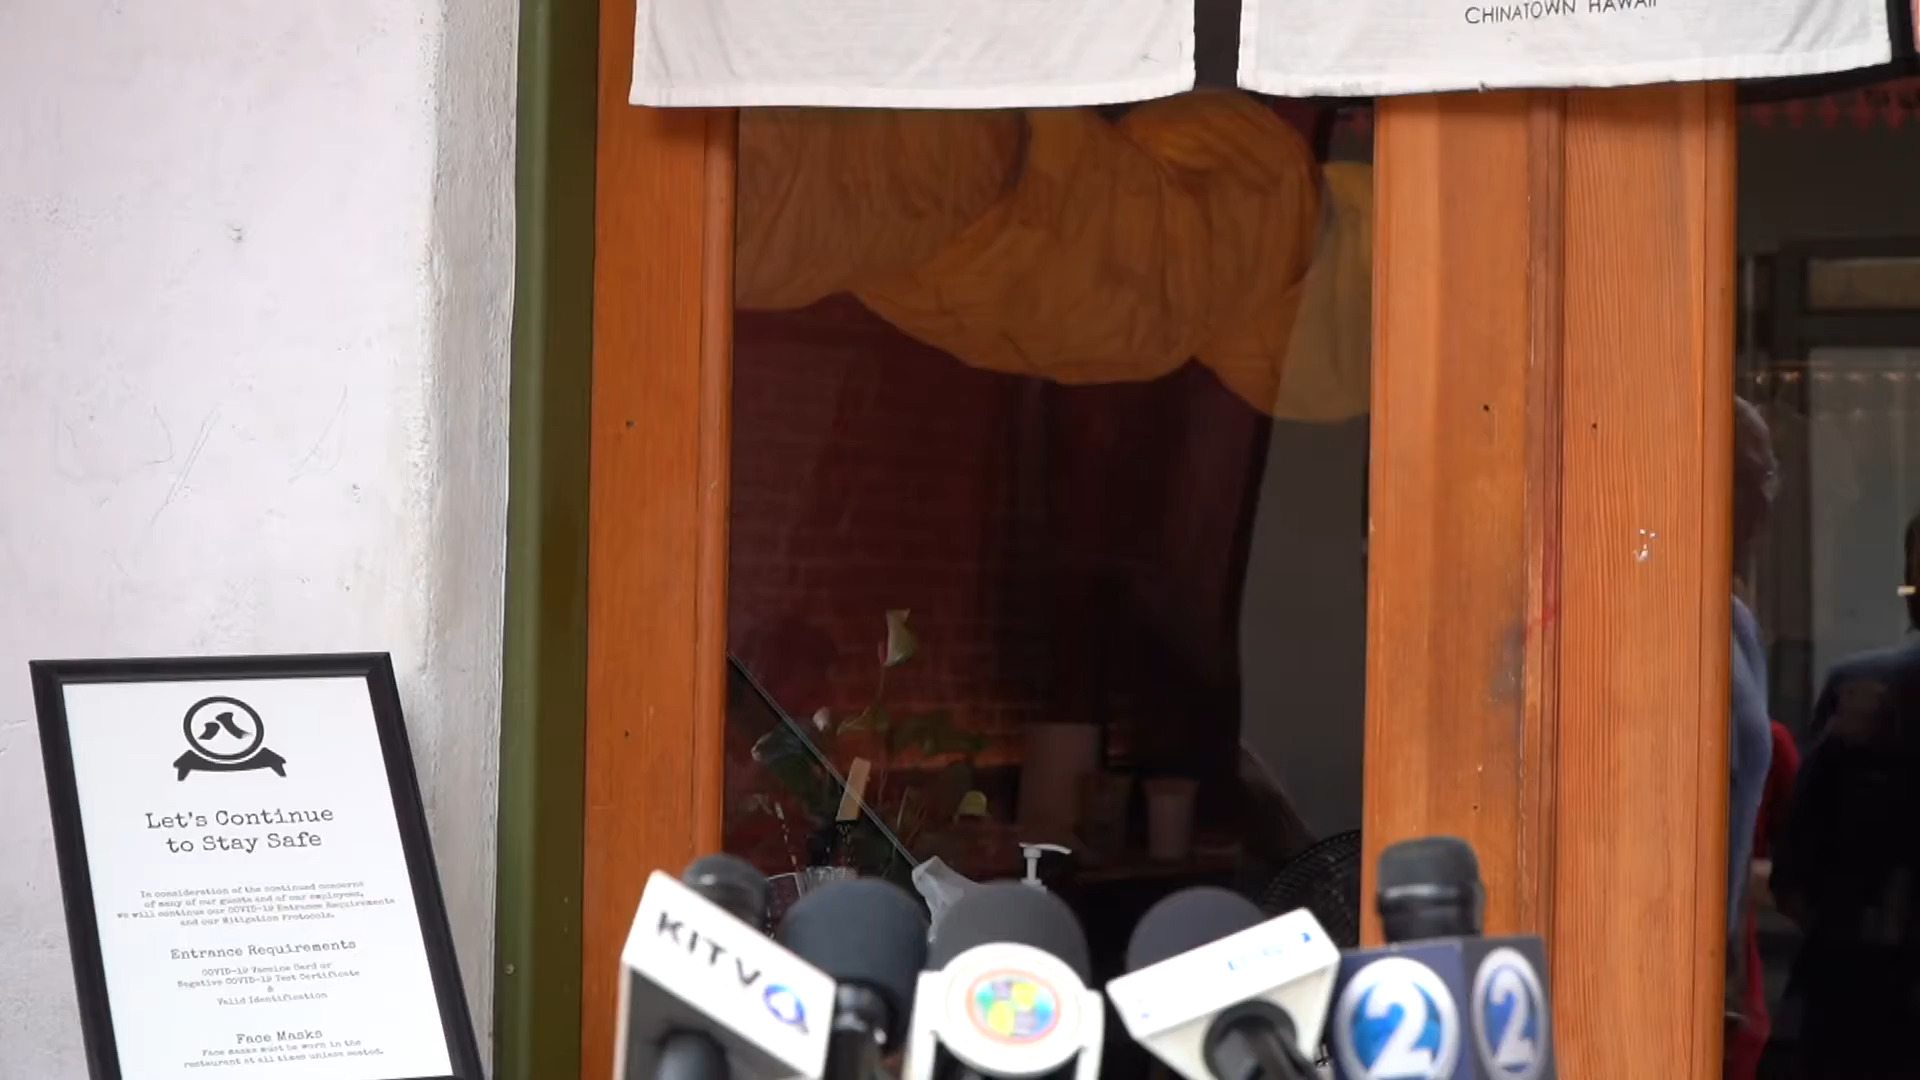 CHINATOWN HAWAII
Let's Continue
to Stay Safe
In consideration of the continued concerns
of many of our guests and of our employees,
we will continue our COVID-19 Entrance Requirements
and our Mitigation Protocols.
Entrance Requirements
COVID-19 Vaccine Card or
Negative COVID-19 Test Certificate
&
Valid Identification
Face Masks
Face masks must be worn in the
restaurant at all times unless seated.
KITV
2
2